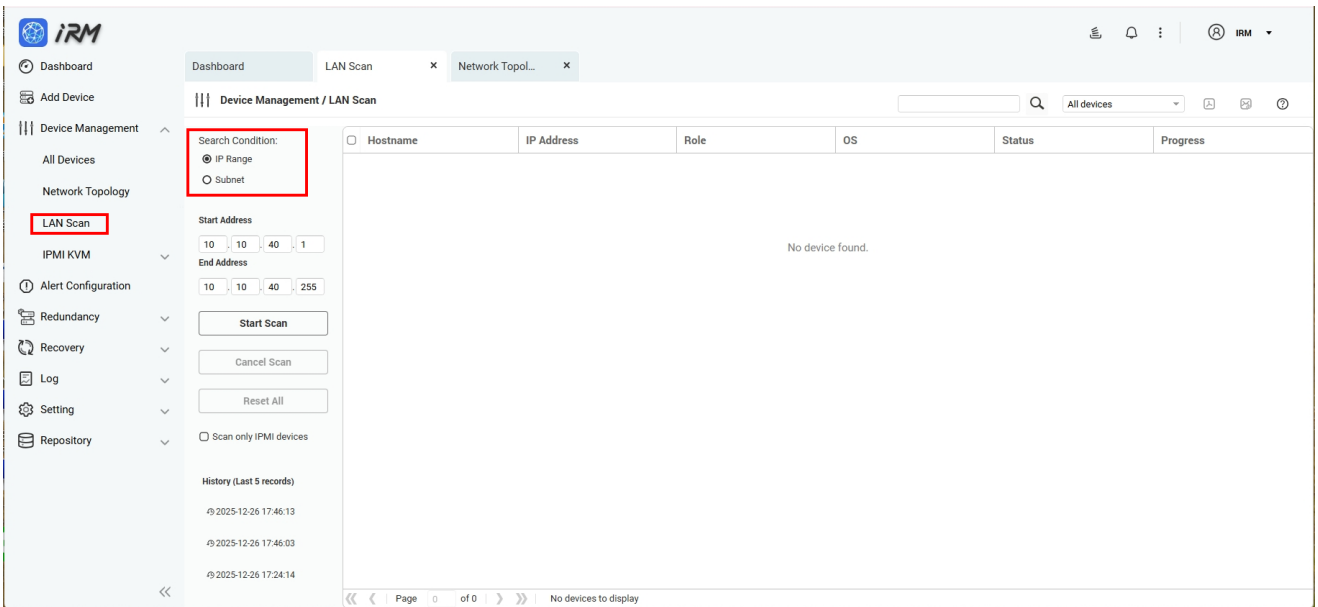 iRM
IRM
Dashboard
Add Device
Device Management
All Devices
Network Topology
LAN Scan
IPMI KVM
Alert Configuration
Redundancy
Recovery
Log
Setting
Repository
Dashboard
LAN Scan
Network Topol...
Device Management / LAN Scan
All devices
Search Condition:
IP Range
Subnet
Start Address
10 . 10 . 40 . 1
End Address
10 . 10 . 40 . 255
Start Scan
Cancel Scan
Reset All
Scan only IPMI devices
History (Last 5 records)
2025-12-26 17:46:13
2025-12-26 17:46:03
2025-12-26 17:24:14
Hostname IP Address Role OS Status Progress
No device found.
Page 0 of 0 No devices to display